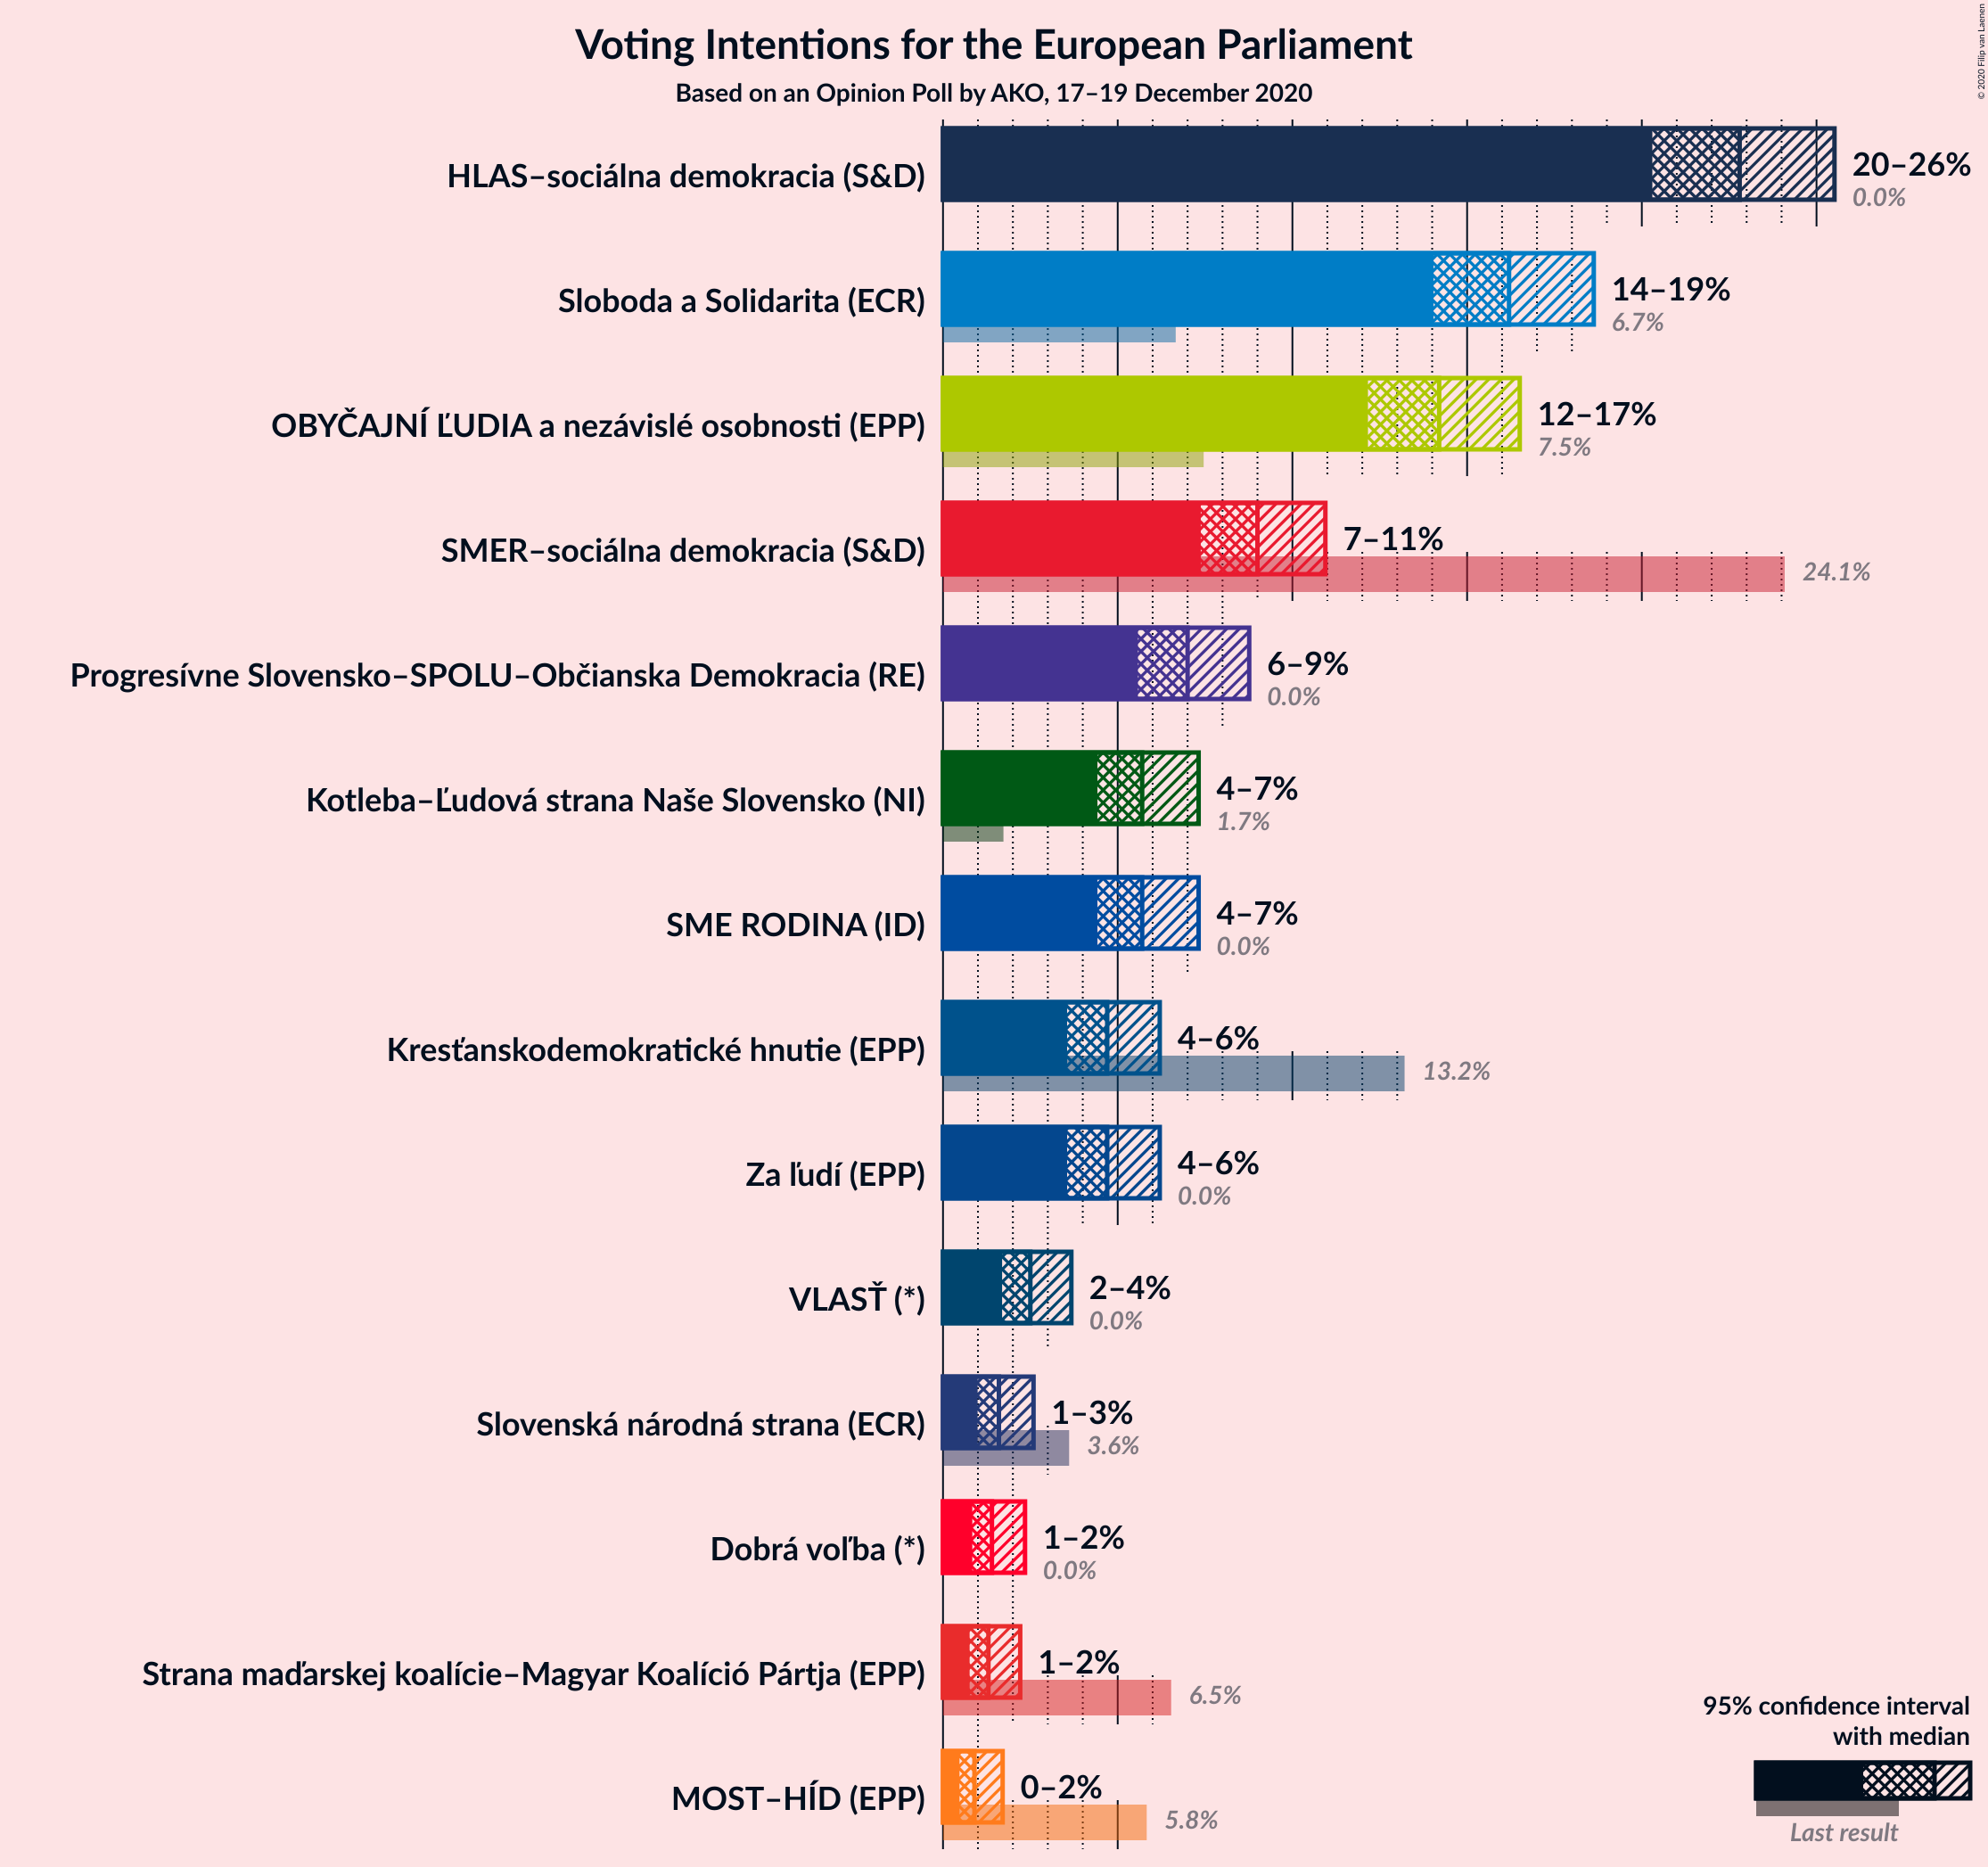 Voting Intentions for the European Parliament
Based on an Opinion Poll by AKO, 17–19 December 2020
© 2020 Filip van Laenen
HLAS–sociálna demokracia (S&D)
20–26%
0.0%
Sloboda a Solidarita (ECR)
14–19%
6.7%
OBYČAJNÍ ĽUDIA a nezávislé osobnosti (EPP)
12–17%
7.5%
SMER–sociálna demokracia (S&D)
7–11%
24.1%
Progresívne Slovensko–SPOLU–Občianska Demokracia (RE)
6–9%
0.0%
Kotleba–Ľudová strana Naše Slovensko (NI)
4–7%
1.7%
SME RODINA (ID)
4–7%
0.0%
Kresťanskodemokratické hnutie (EPP)
4–6%
13.2%
Za ľudí (EPP)
4–6%
0.0%
VLASŤ (*)
2–4%
0.0%
Slovenská národná strana (ECR)
1–3%
3.6%
Dobrá voľba (*)
1–2%
0.0%
Strana maďarskej koalície–Magyar Koalíció Pártja (EPP)
1–2%
6.5%
MOST–HÍD (EPP)
0–2%
5.8%
95% confidence interval
with median
Last result